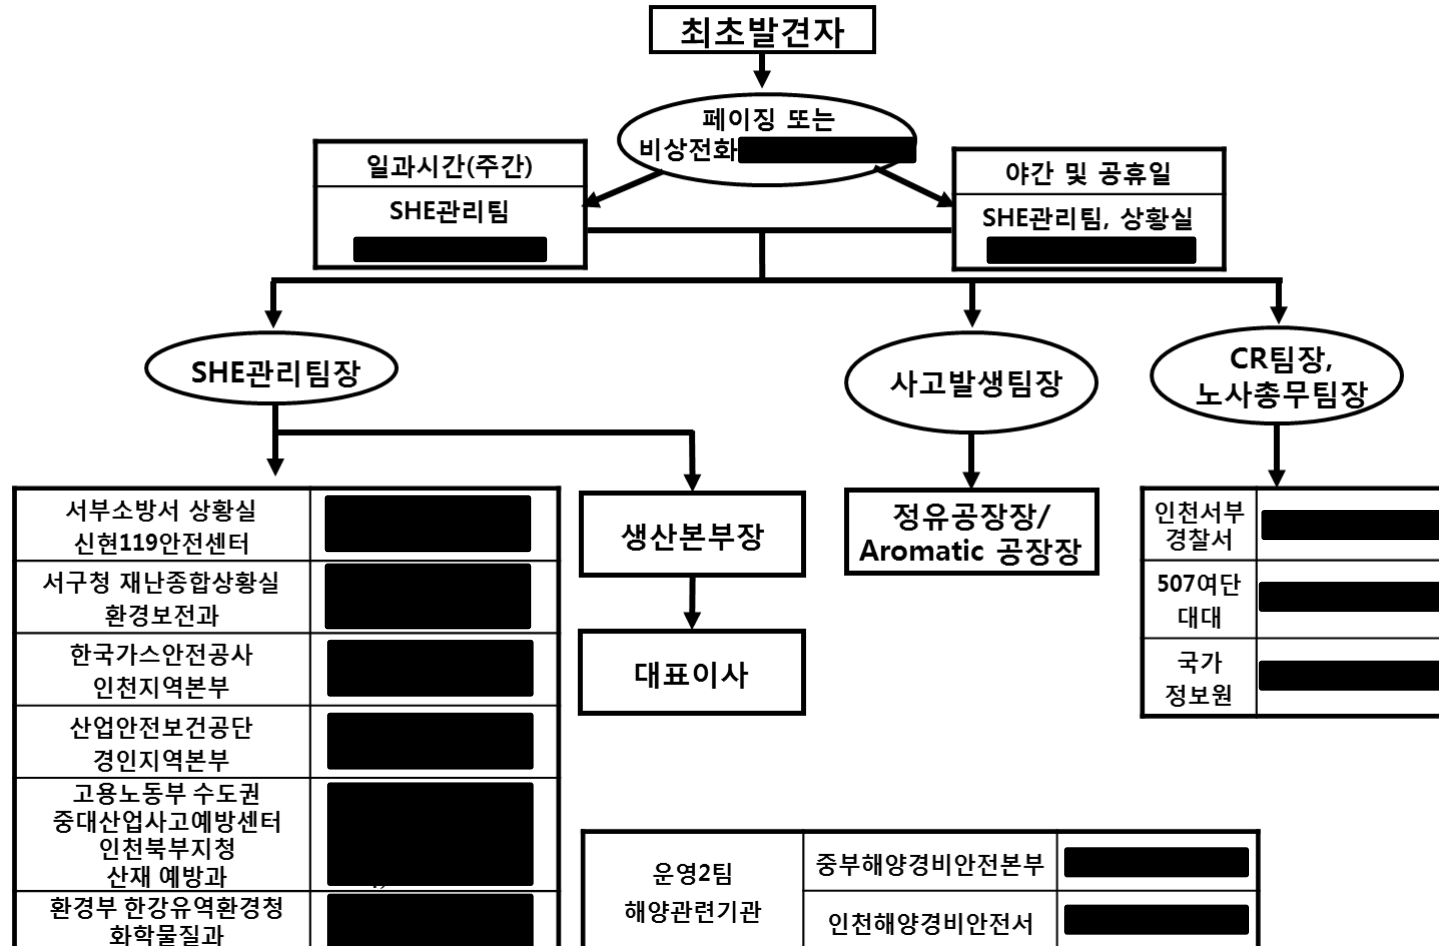 최초발견자
페이징 또는
비상전화
일과시간(주간)
SHE관리팀
야간 및 공휴일
SHE관리팀, 상황실
SHE관리팀장
사고발생팀장
CR팀장,
노사총무팀장
서부소방서 상황실
신현119안전센터
서구청 재난종합상황실
환경보전과
한국가스안전공사
인천지역본부
산업안전보건공단
경인지역본부
고용노동부 수도권
중대산업사고예방센터
인천북부지청
산재 예방과
환경부 한강유역환경청
화학물질과
생산본부장
대표이사
정유공장장/
Aromatic 공장장
인천서부
경찰서
507여단
대대
국가
정보원
운영2팀
해양관련기관
중부해양경비안전본부
인천해양경비안전서